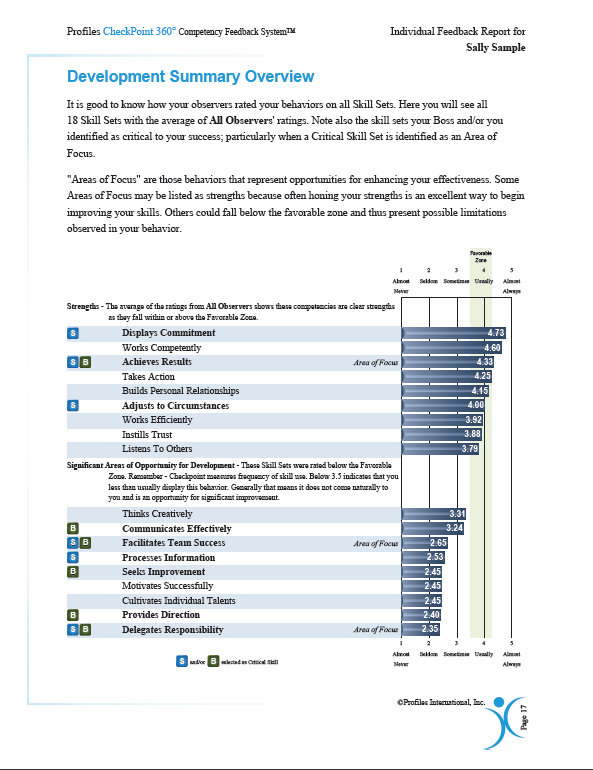 Profiles CheckPoint 360° Competency Feedback System™
Individual Feedback Report for
Sally Sample
Development Summary Overview
It is good to know how your observers rated your behaviors on all Skill Sets. Here you will see all
18 Skill Sets with the average of All Observers' ratings. Note also the skill sets your Boss and/or you
identified as critical to your success; particularly when a Critical Skill Set is identified as an Area of
Focus.
"Areas of Focus" are those behaviors that represent opportunities for enhancing your effectiveness. Some
Areas of Focus may be listed as strengths because often honing your strengths is an excellent way to begin
improving your skills. Others could fall below the favorable zone and thus present possible limitations
observed in your behavior.
Favorable
Zone
1 2 3 4 5
Almost Seldom Sometimes Usually Almost
Never Always
Strengths - The average of the ratings from All Observers shows these competencies are clear strengths
as they fall within or above the Favorable Zone.
S Displays Commitment 4.73
Works Competently 4.60
S B Achieves Results Area of Focus 4.33
Takes Action 4.25
Builds Personal Relationships 4.15
S Adjusts to Circumstances 4.00
Works Efficiently 3.92
Instills Trust 3.88
Listens To Others 3.79
Significant Areas of Opportunity for Development - These Skill Sets were rated below the Favorable
Zone. Remember - Checkpoint measures frequency of skill use. Below 3.5 indicates that you
less than usually display this behavior. Generally that means it does not come naturally to
you and is an opportunity for significant improvement.
Thinks Creatively 3.31
B Communicates Effectively 3.24
S B Facilitates Team Success Area of Focus 2.65
S Processes Information 2.53
B Seeks Improvement 2.45
Motivates Successfully 2.45
Cultivates Individual Talents 2.45
B Provides Direction 2.40
S B Delegates Responsibility Area of Focus 2.35
1 2 3 4 5
Almost Seldom Sometimes Usually Almost
Never Always
S and/or B selected as Critical Skill
©Profiles International, Inc.
Page 17